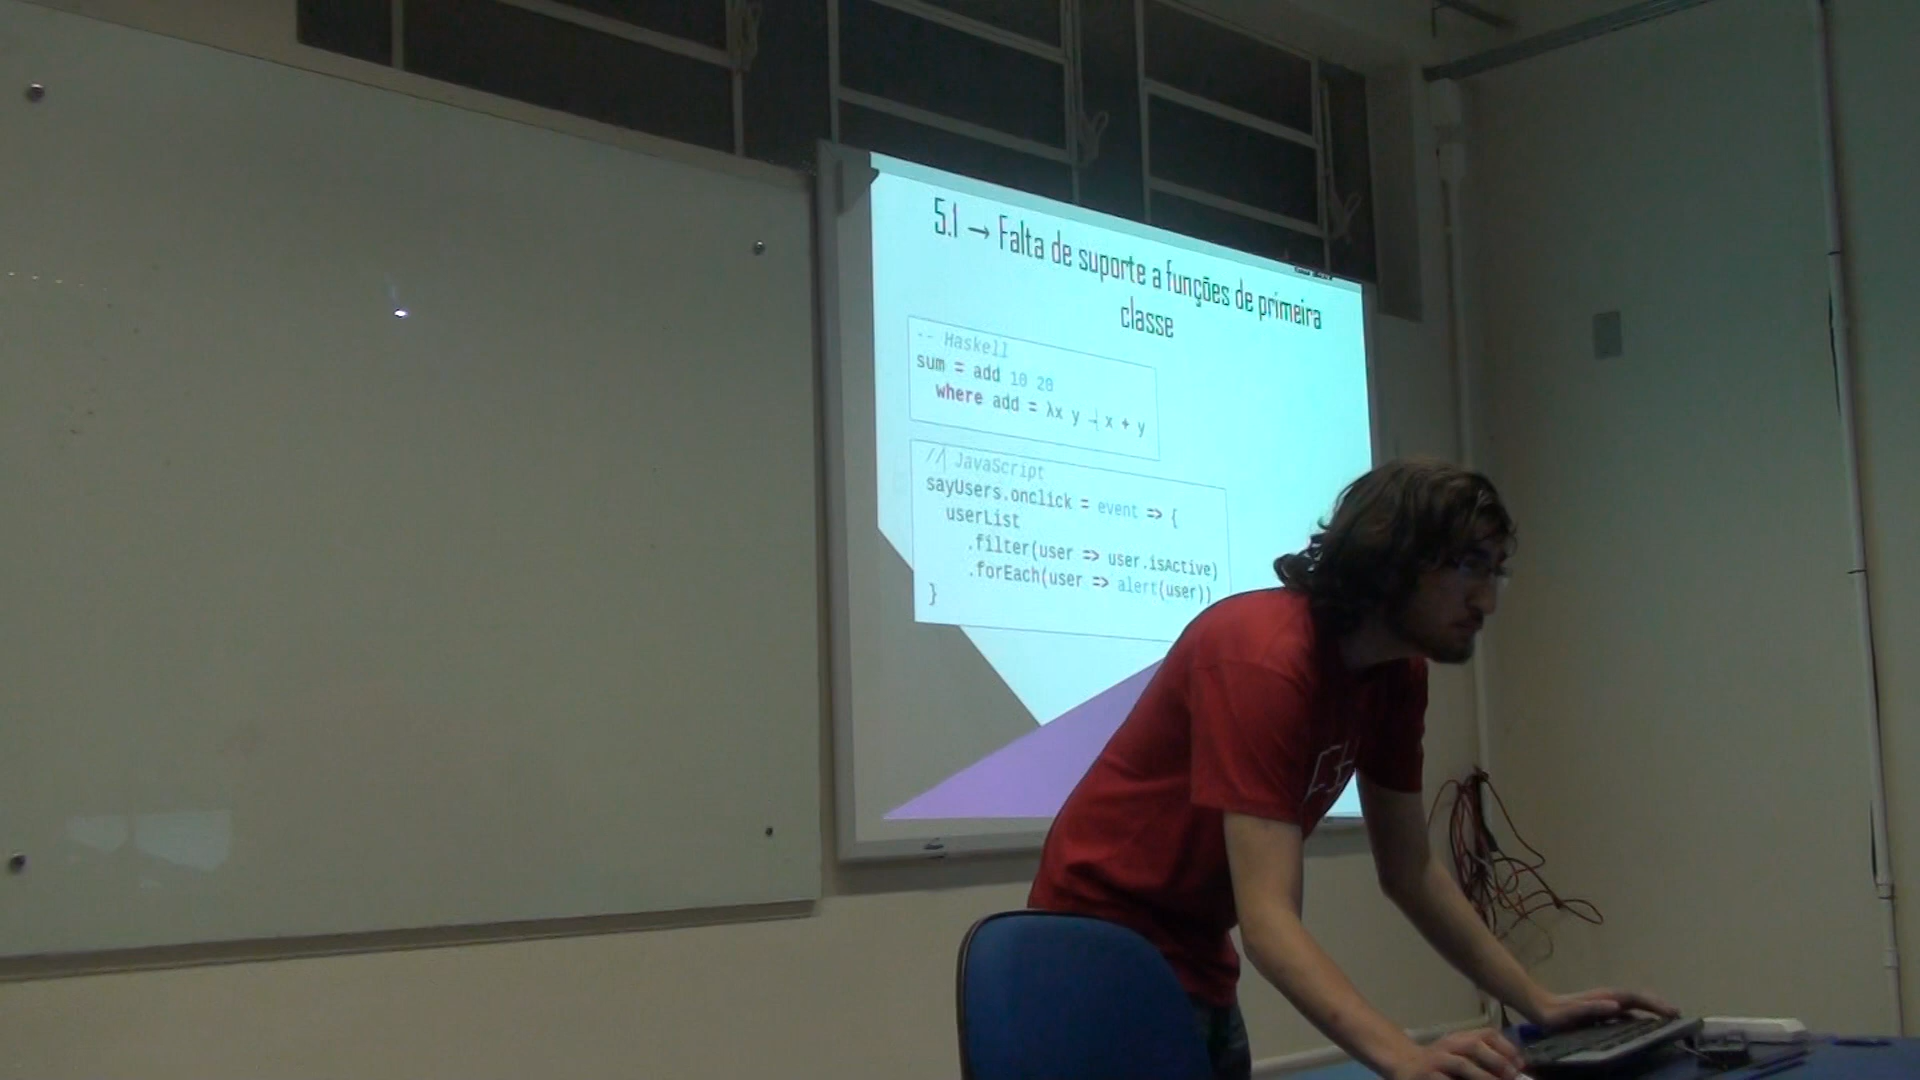 5.1 → Falta de suporte a funções de primeira
classe
-- Haskell
sum = add 10 20
where add = λx y → x + y
// JavaScript
sayUsers.onclick = event => {
userList
.filter(user => user.isActive)
.forEach(user => alert(user))
}